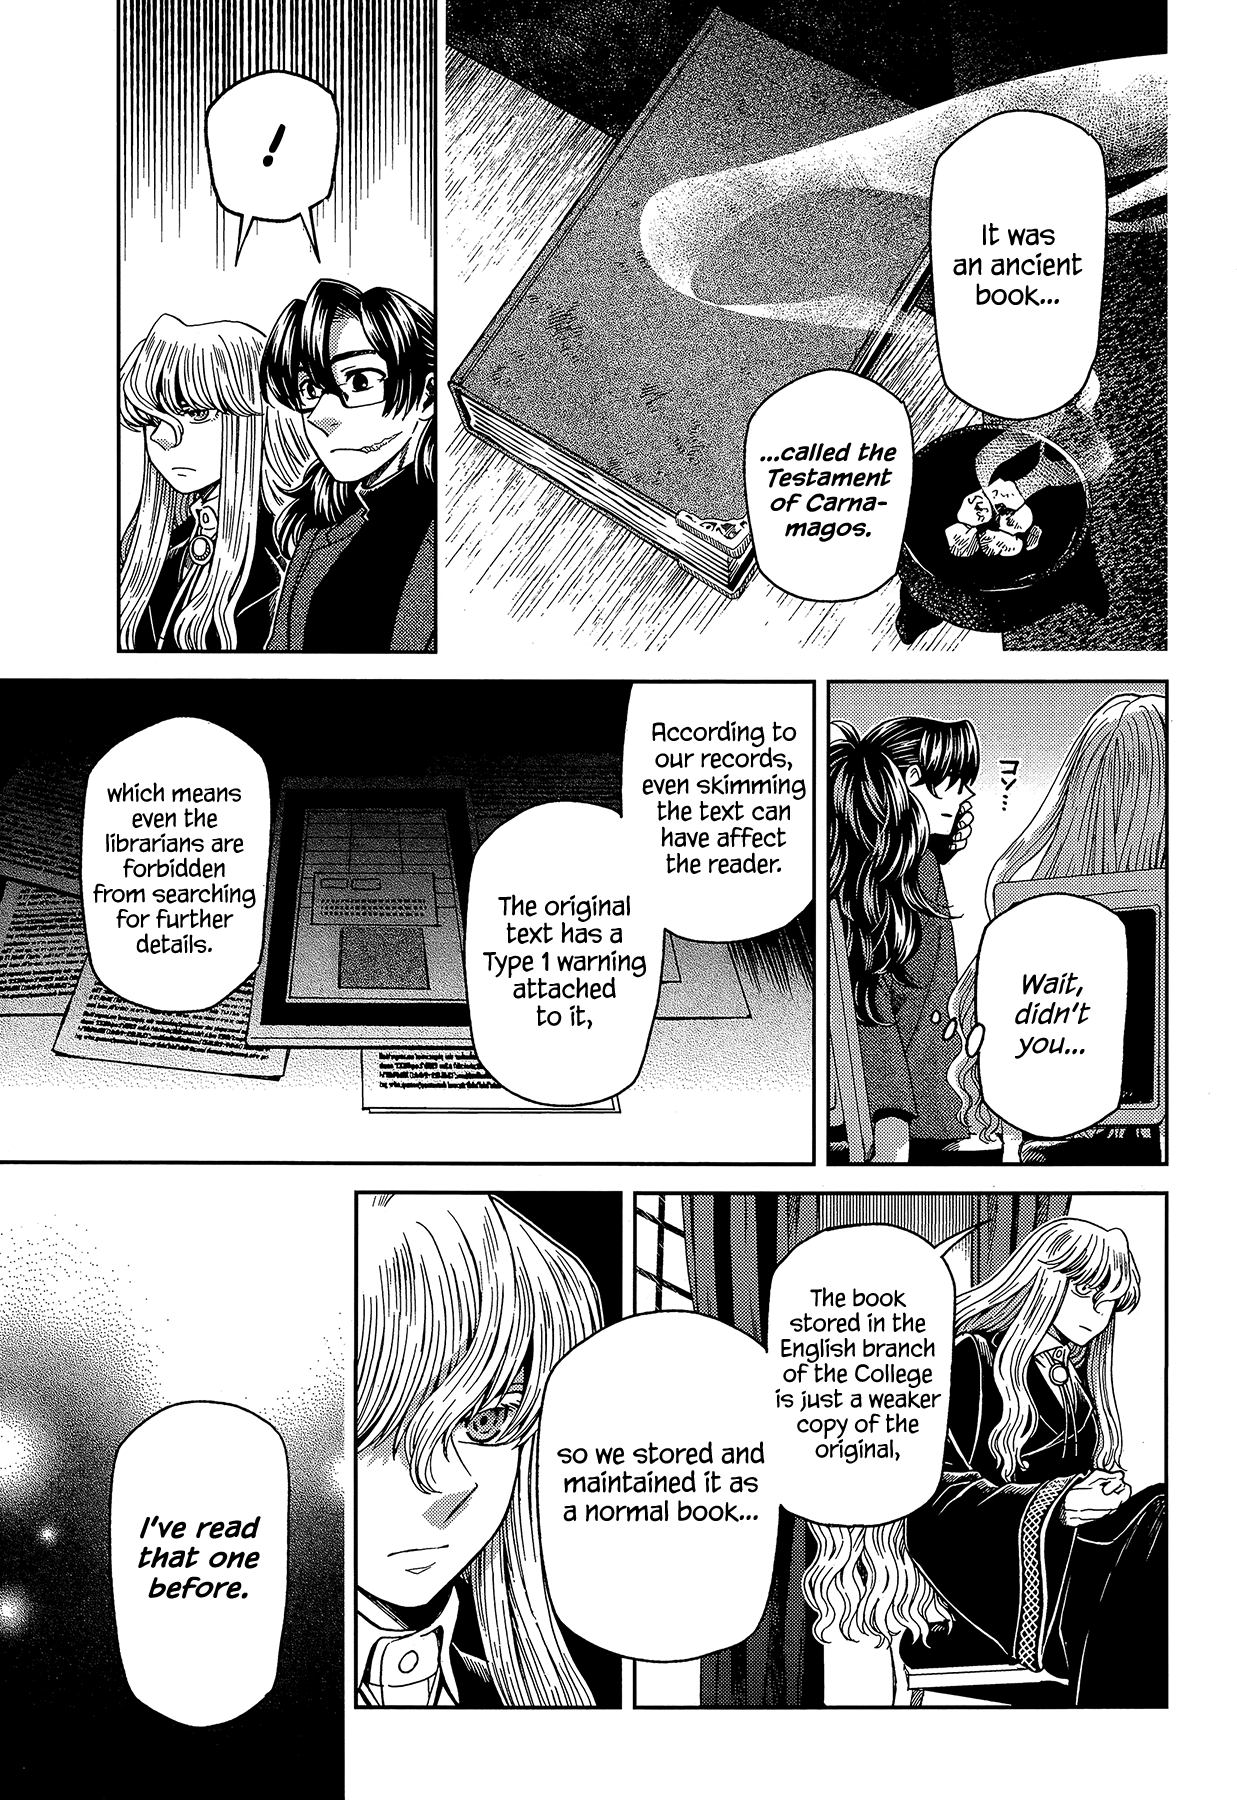 It was
an ancient
book...
...called the
Testament
of Carna-
magos.
!
コン...
Wait,
didn't
you...
According to
our records,
even skimming
the text can
have affect
the reader.
The original
text has a
Type 1 warning
attached
to it,
which means
even the
librarians are
forbidden
from searching
for further
details.
The book
stored in the
English branch
of the College
is just a weaker
copy of the
original,
so we stored and
maintained it as
a normal book...
I've read
that one
before.